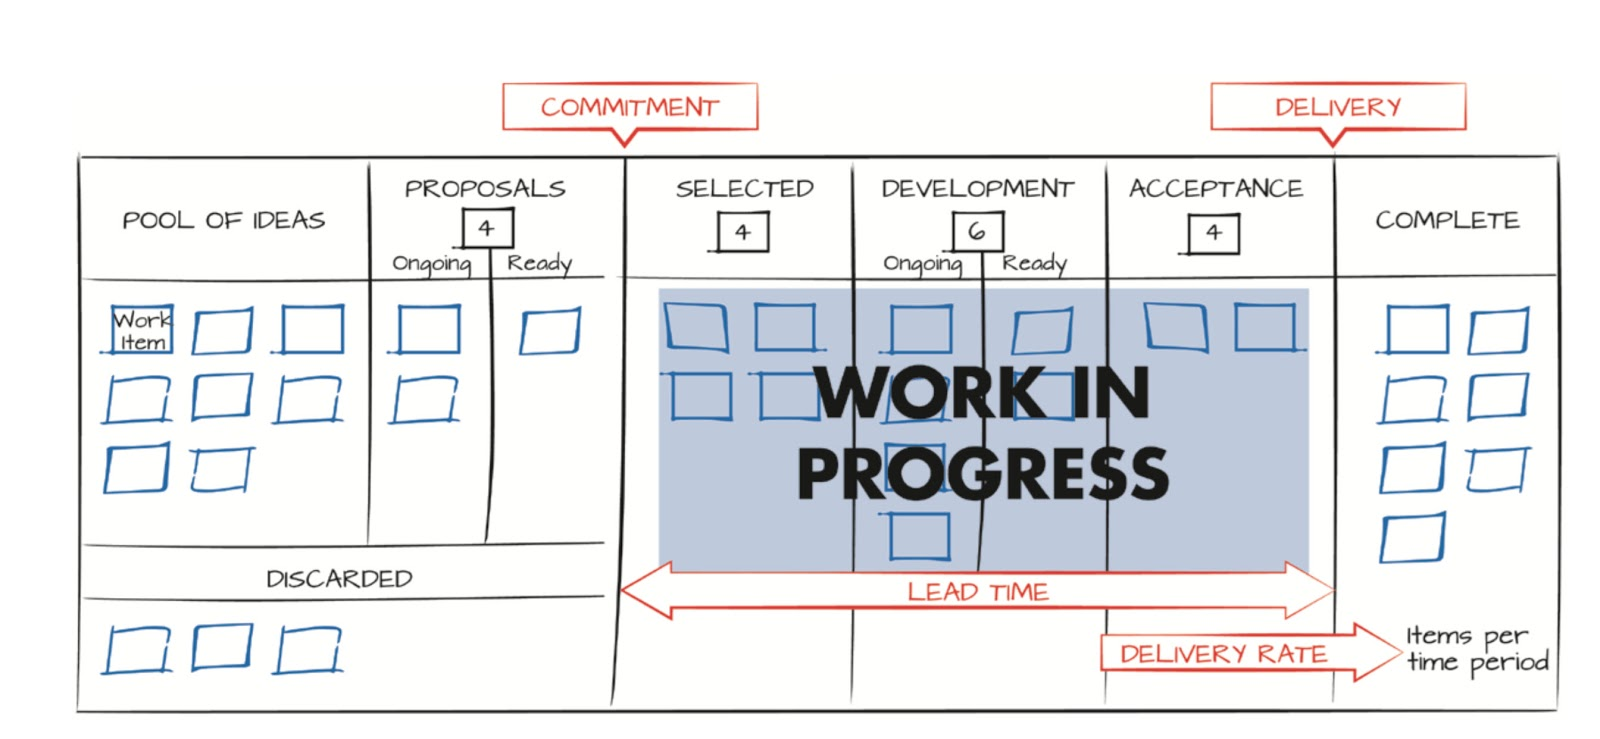 COMMITMENT
DELIVERY
POOL OF IDEAS
PROPOSALS
4
Ongoing
Ready
SELECTED
4
DEVELOPMENT
6
Ongoing
Ready
ACCEPTANCE
4
COMPLETE
Work
Item
WORK IN
PROGRESS
DISCARDED
LEAD TIME
DELIVERY RATE
Items per
time period